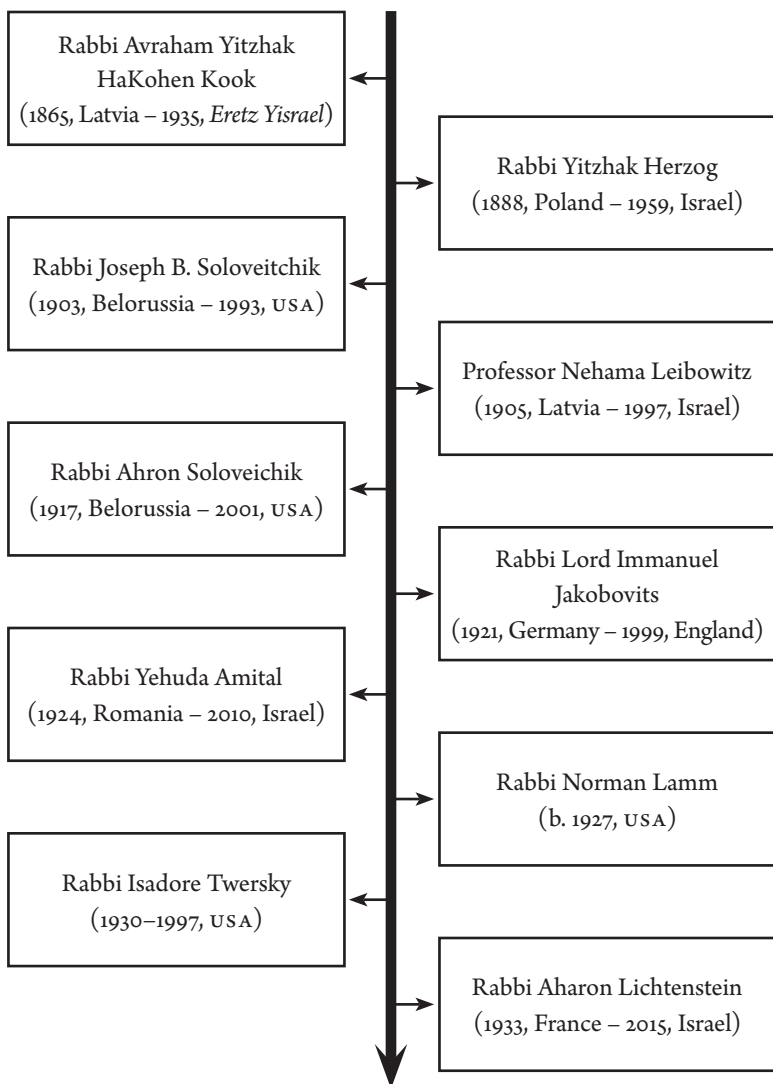 Rabbi Avraham Yitzhak
HaKohen Kook
(1865, Latvia – 1935, Eretz Yisrael)
Rabbi Yitzhak Herzog
(1888, Poland – 1959, Israel)
Rabbi Joseph B. Soloveitchik
(1903, Belorussia – 1993, USA)
Professor Nehama Leibowitz
(1905, Latvia – 1997, Israel)
Rabbi Ahron Soloveichik
(1917, Belorussia – 2001, USA)
Rabbi Lord Immanuel
Jakobovits
(1921, Germany – 1999, England)
Rabbi Yehuda Amital
(1924, Romania – 2010, Israel)
Rabbi Norman Lamm
(b. 1927, USA)
Rabbi Isadore Twersky
(1930–1997, USA)
Rabbi Aharon Lichtenstein
(1933, France – 2015, Israel)